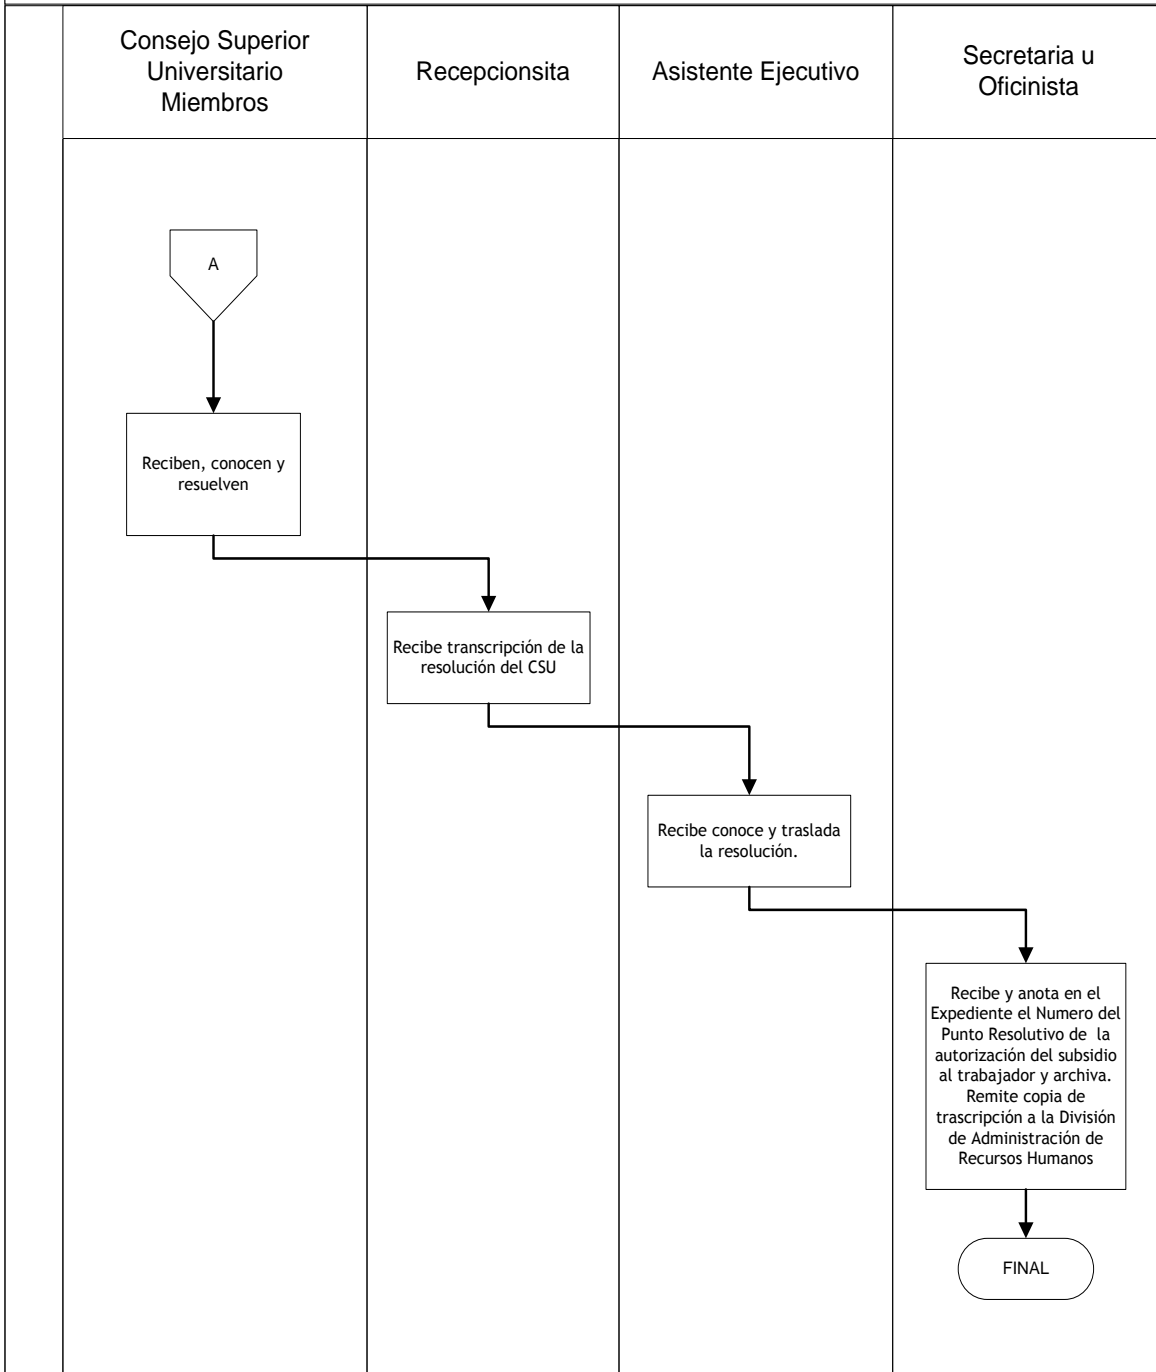 Consejo Superior
Universitario
Miembros
Recepcionsita
Asistente Ejecutivo
Secretaria u
Oficinista
A
Reciben, conocen y
resuelven
Recibe transcripción de la
resolución del CSU
Recibe conoce y traslada
la resolución.
Recibe y anota en el
Expediente el Numero del
Punto Resolutivo de la
autorización del subsidio
al trabajador y archiva.
Remite copia de
trascripción a la División
de Administración de
Recursos Humanos
FINAL